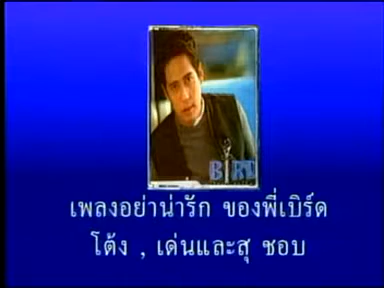 BIRD
เพลงอย่าน่ารัก ของพี่เบิร์ด
โต้ง , เด่นและสุ ชอบ